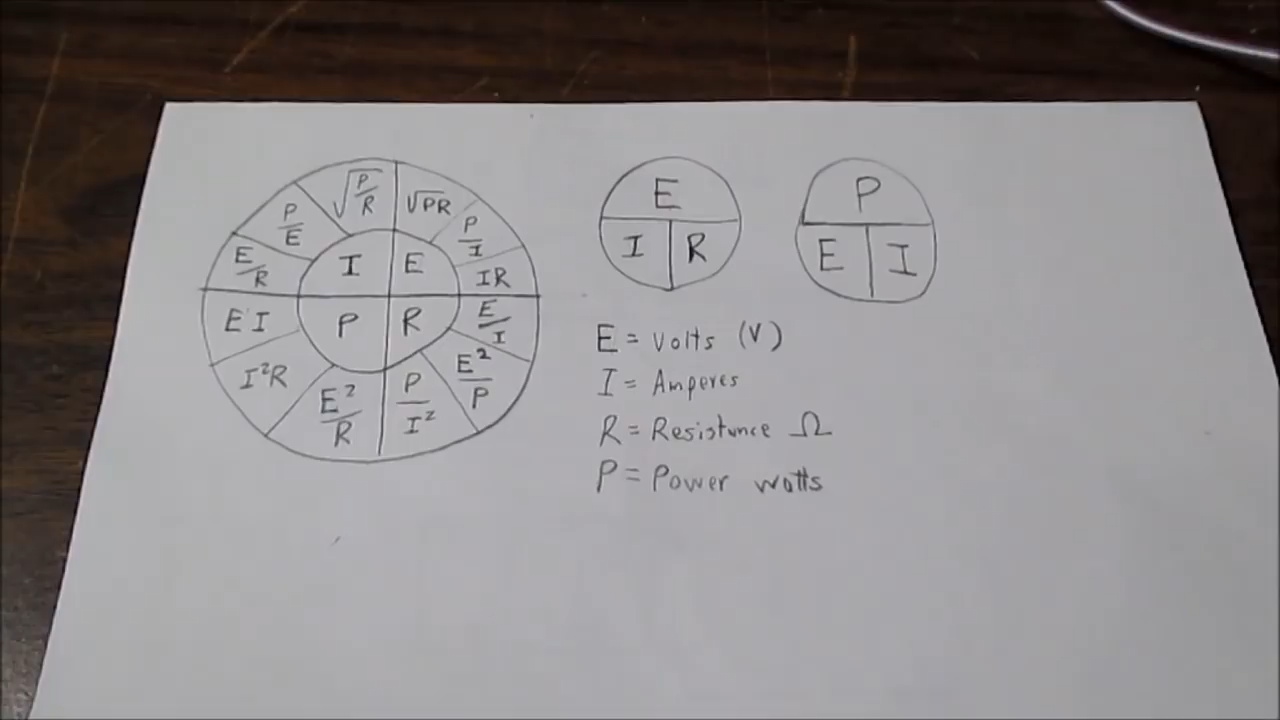 √P/R
√PR
P/E
P/I
E/R
IR
I
E
P
R
EI
E/I
I²R
E²/P
E²/R
P/I²
E
I R
P
E I
E = Volts (V)
I = Amperes
R = Resistance Ω
P = Power watts